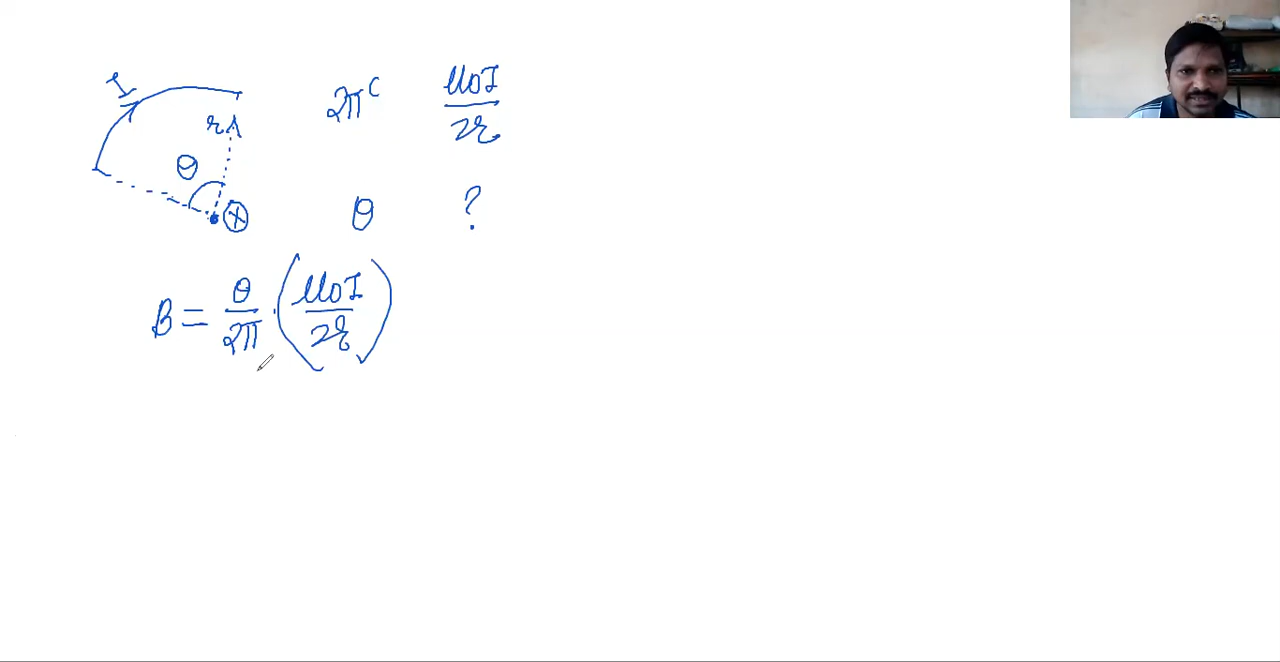 I
r
θ
⊗
2π^c μ0I/2r
θ ?
B = θ/2π · (μ0I/2r)